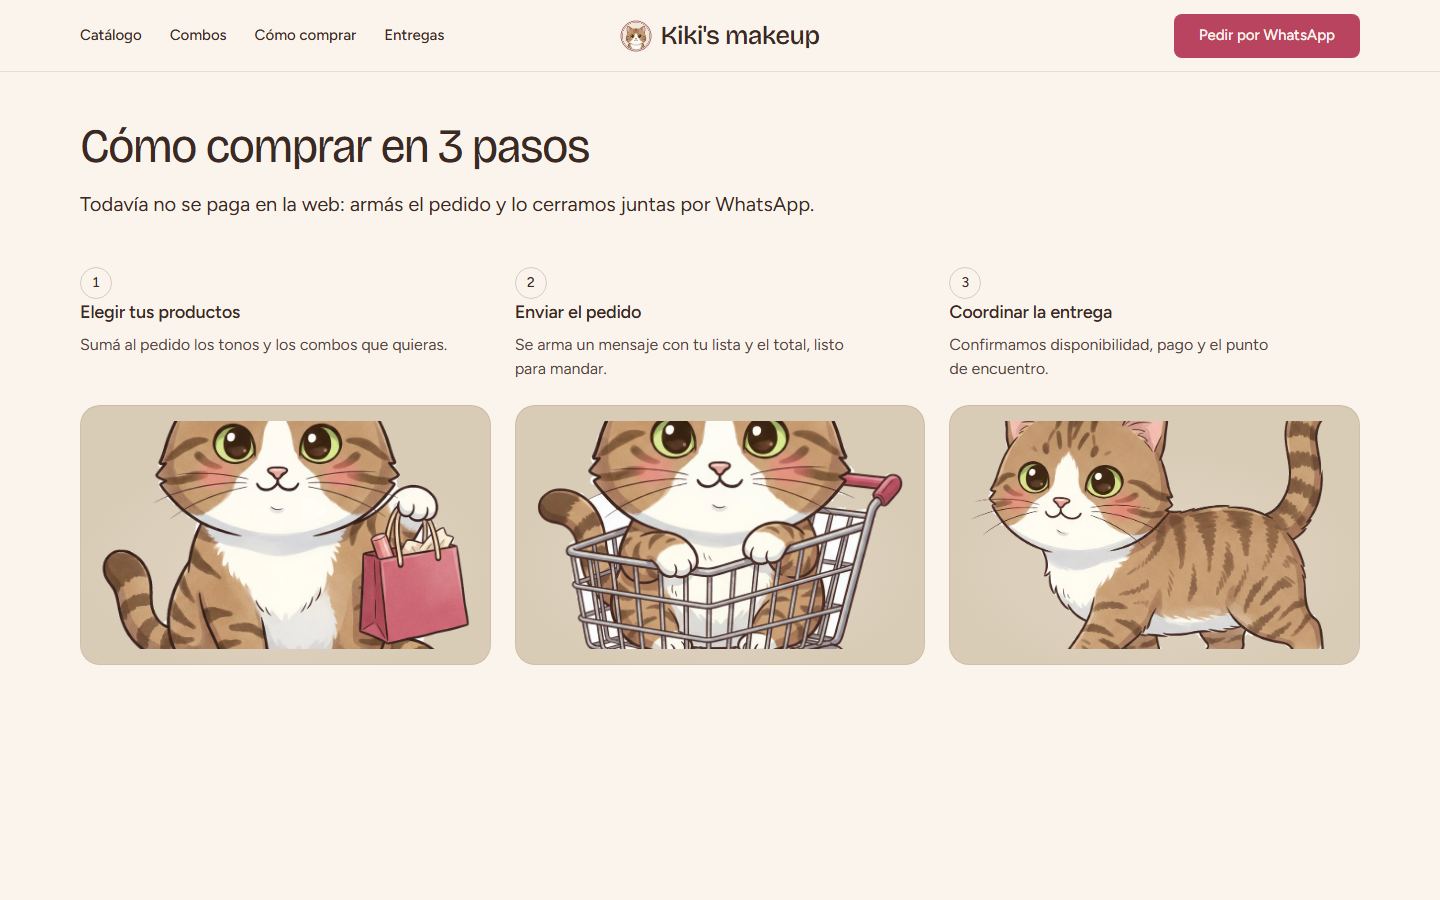 Catálogo
Combos
Cómo comprar
Entregas
Kiki's makeup
Pedir por WhatsApp
Cómo comprar en 3 pasos
Todavía no se paga en la web: armás el pedido y lo cerramos juntas por WhatsApp.
1
Elegir tus productos
Sumá al pedido los tonos y los combos que quieras.
2
Enviar el pedido
Se arma un mensaje con tu lista y el total, listo
para mandar.
3
Coordinar la entrega
Confirmamos disponibilidad, pago y el punto
de encuentro.